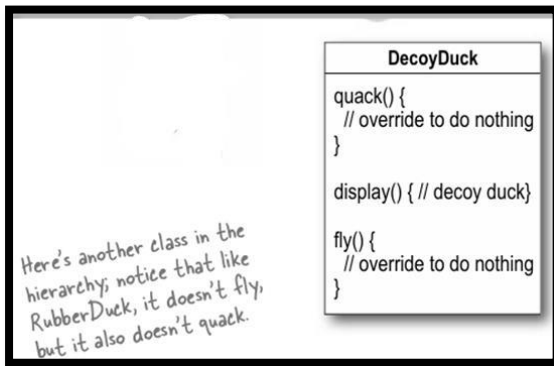 DecoyDuck
quack() {
// override to do nothing
}
display() { // decoy duck}
fly() {
// override to do nothing
}
Here's another class in the
hierarchy; notice that like
RubberDuck, it doesn't fly,
but it also doesn't quack.